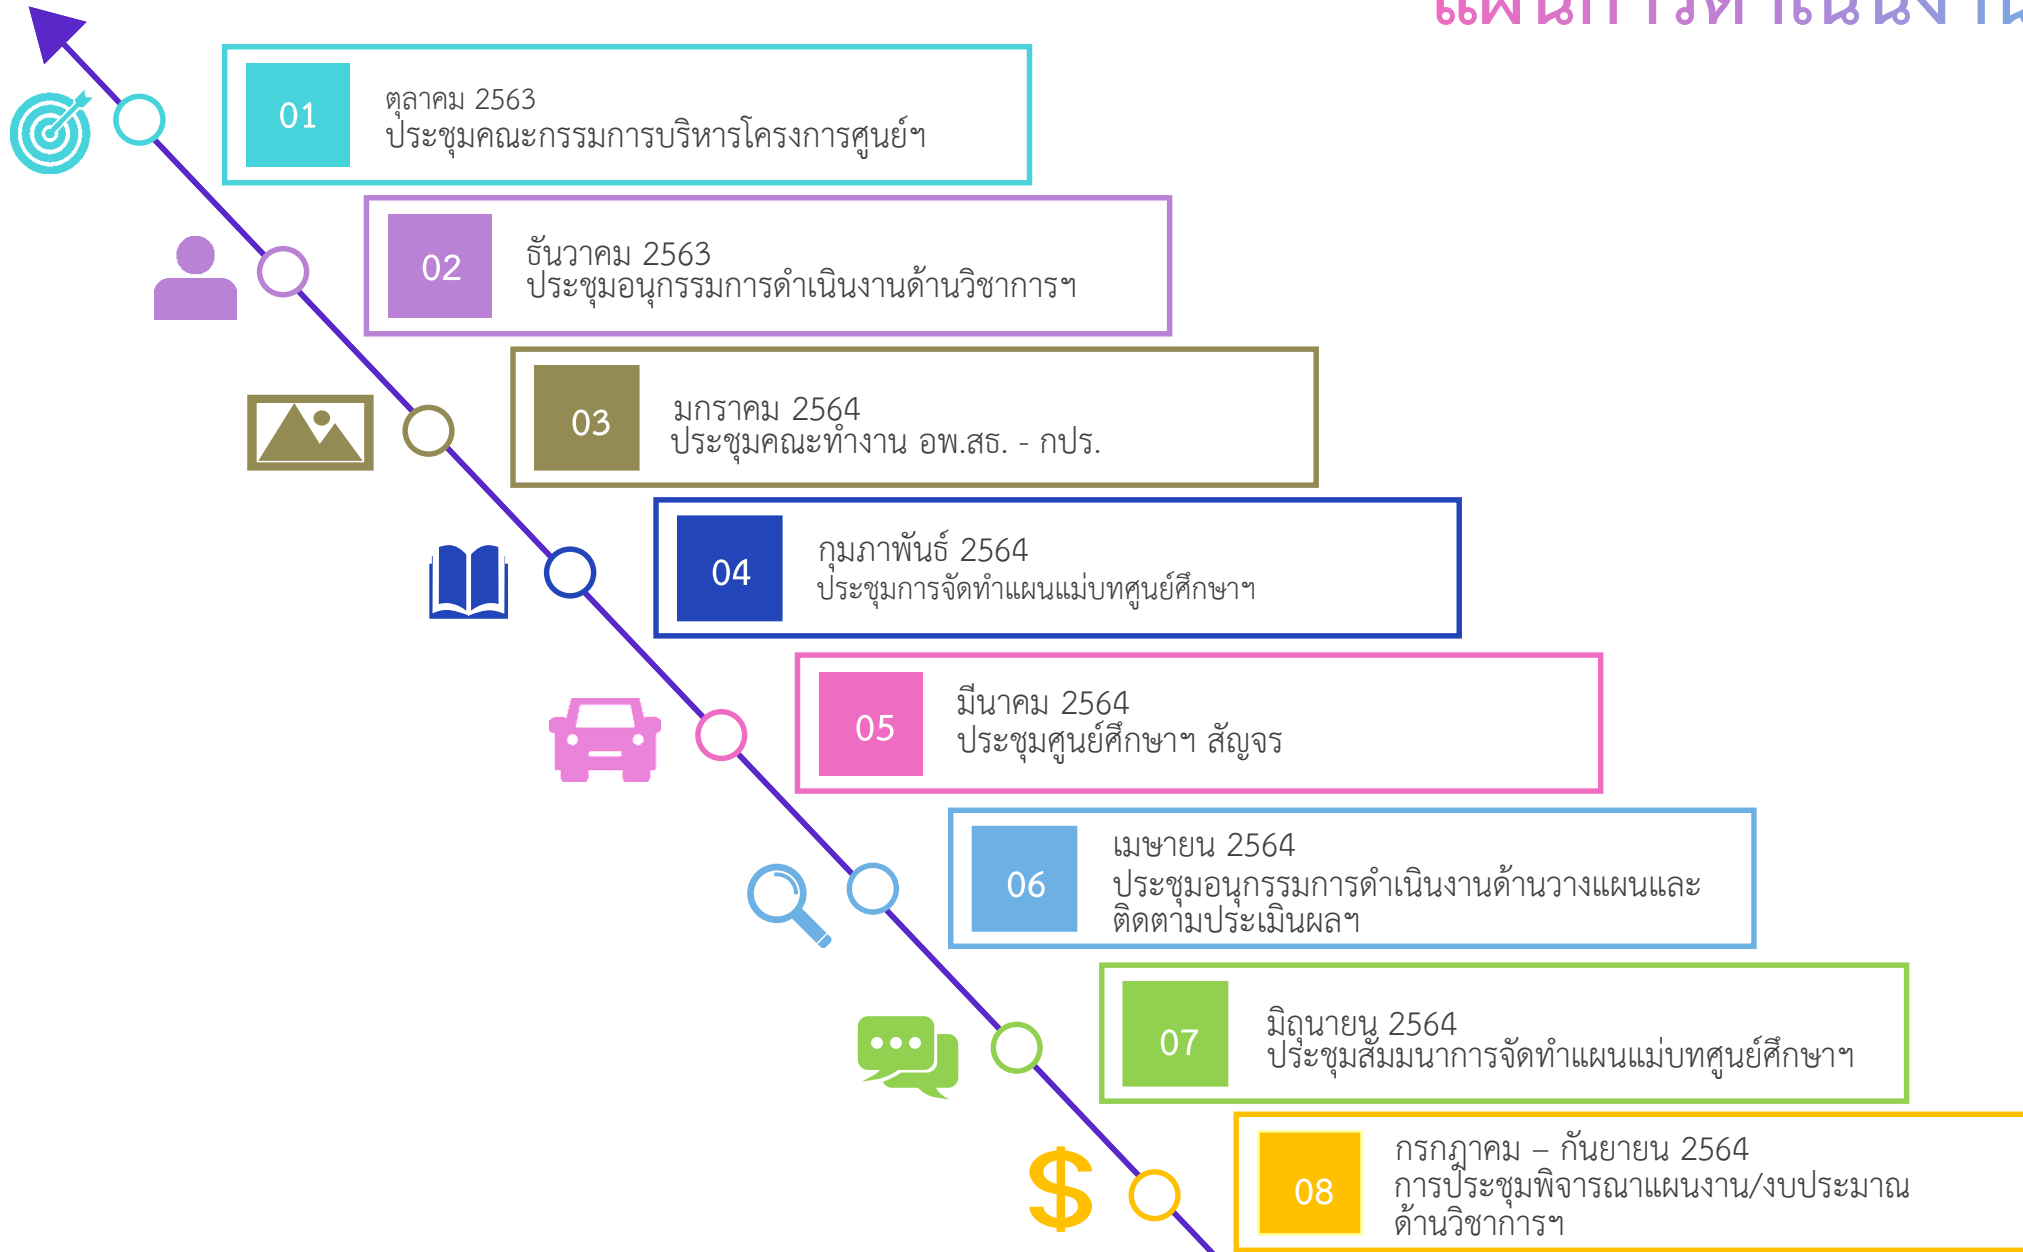 แผนการดำเนินงาน
01
ตุลาคม 2563
ประชุมคณะกรรมการบริหารโครงการศูนย์ฯ
02
ธันวาคม 2563
ประชุมอนุกรรมการดำเนินงานด้านวิชาการฯ
03
มกราคม 2564
ประชุมคณะทำงาน อพ.สธ. - กปร.
04
กุมภาพันธ์ 2564
ประชุมการจัดทำแผนแม่บทศูนย์ศึกษาฯ
05
มีนาคม 2564
ประชุมศูนย์ศึกษาฯ สัญจร
06
เมษายน 2564
ประชุมอนุกรรมการดำเนินงานด้านวางแผนและ
ติดตามประเมินผลฯ
07
มิถุนายน 2564
ประชุมสัมมนาการจัดทำแผนแม่บทศูนย์ศึกษาฯ
08
กรกฎาคม – กันยายน 2564
การประชุมพิจารณาแผนงาน/งบประมาณ
ด้านวิชาการฯ